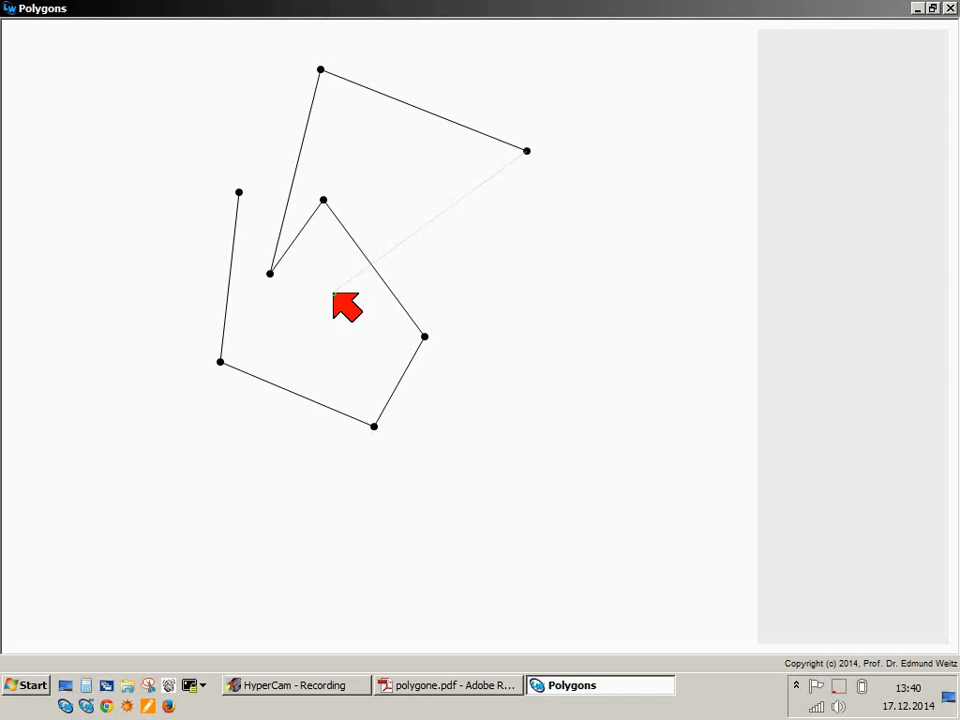 Polygons
Copyright (c) 2014, Prof. Dr. Edmund Weitz
Start
HyperCam - Recording
polygone.pdf - Adobe R...
Polygons
13:40
17.12.2014